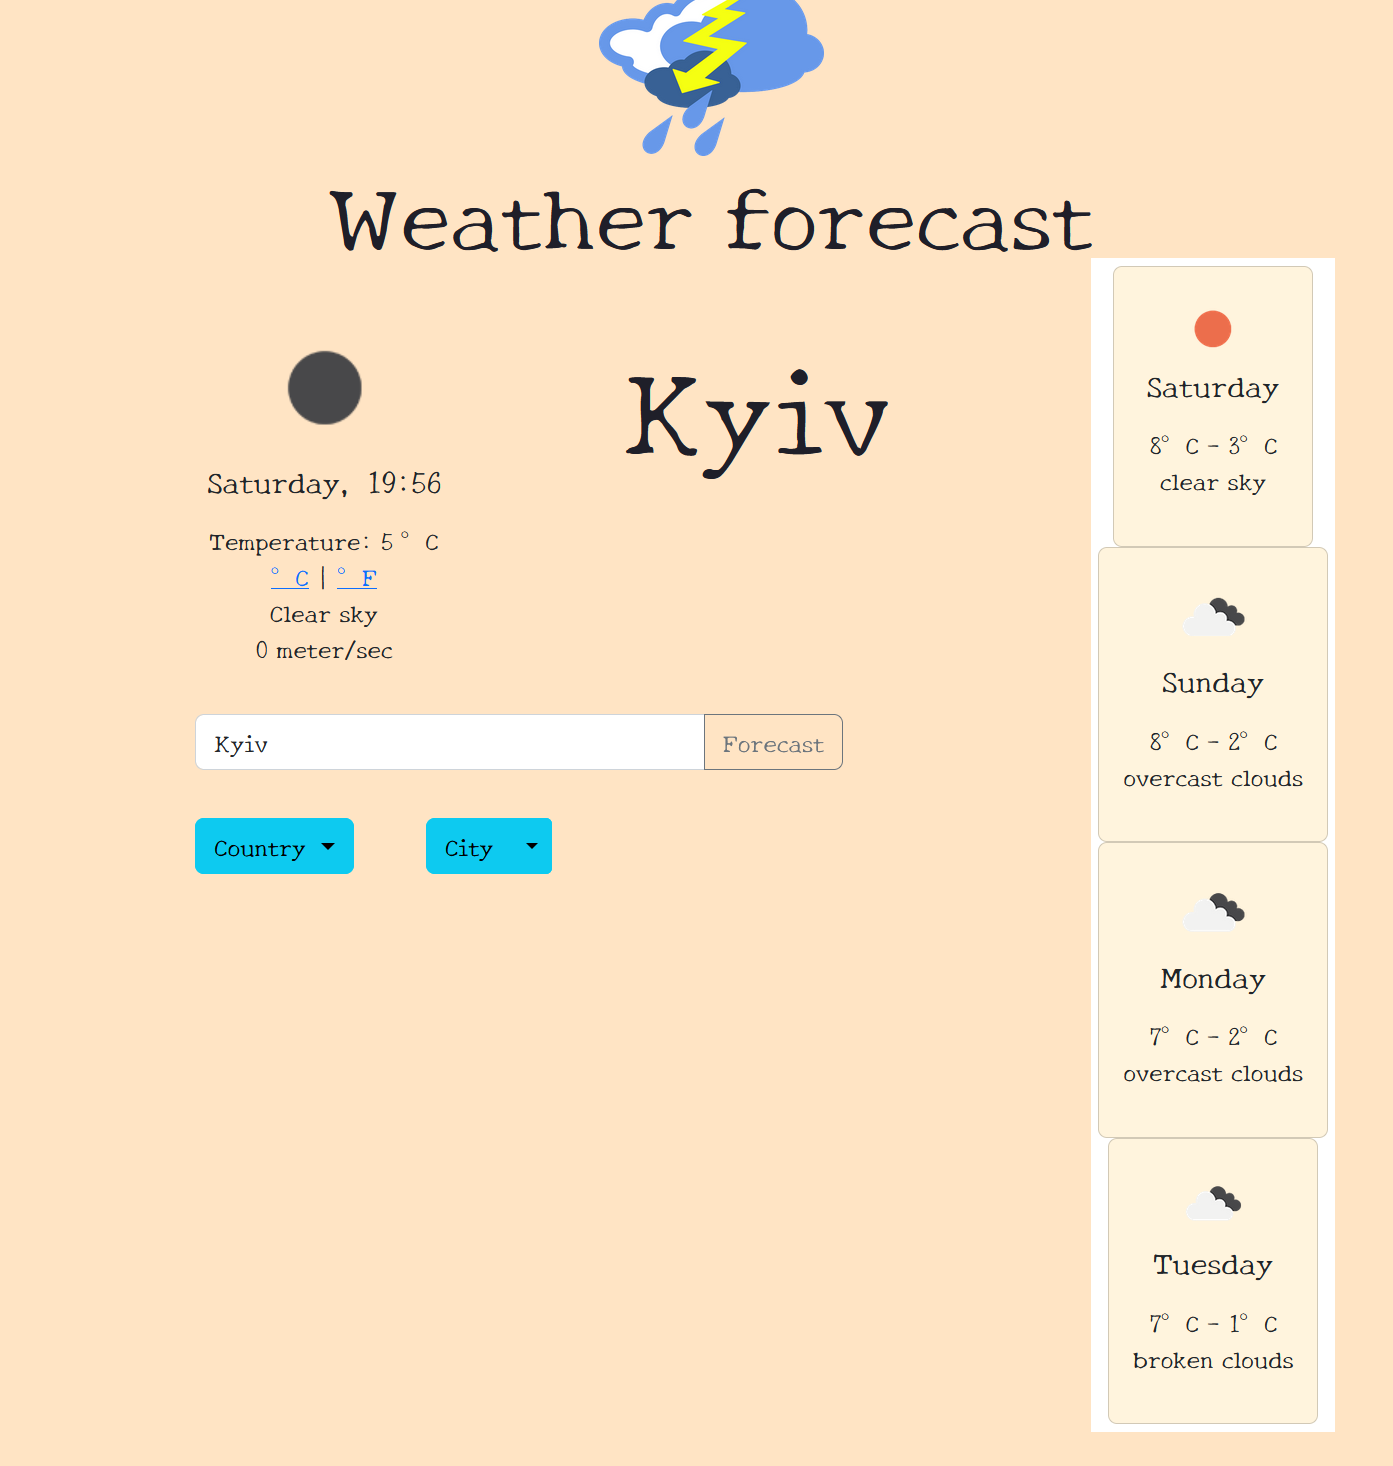 Weather forecast
Kyiv
Saturday, 19:56
Temperature: 5° C
° C | ° F
Clear sky
0 meter/sec
Kyiv
Forecast
Country
City
Saturday
8° C - 3° C
clear sky
Sunday
8° C - 2° C
overcast clouds
Monday
7° C - 2° C
overcast clouds
Tuesday
7° C - 1° C
broken clouds